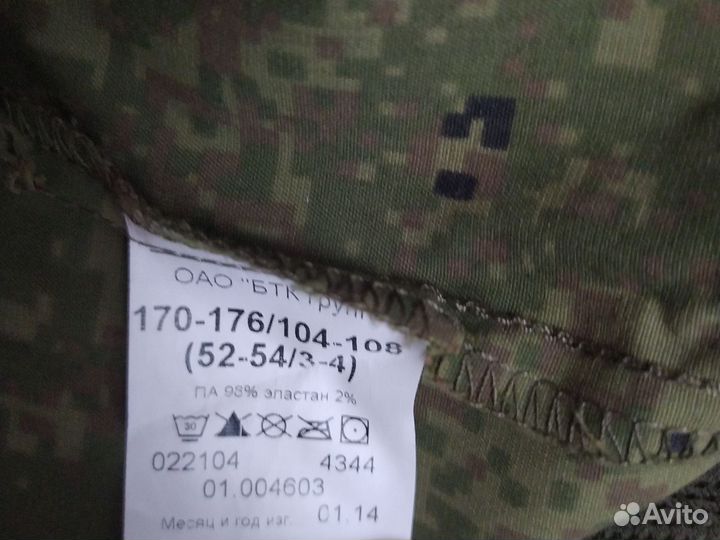 ОАО "БТК групп
170-176/104-108
(52-54/3-4)
ПА 98% эластан 2%
30
022104 4344
01.004603
Месяц и год изг. 01.14
Avito